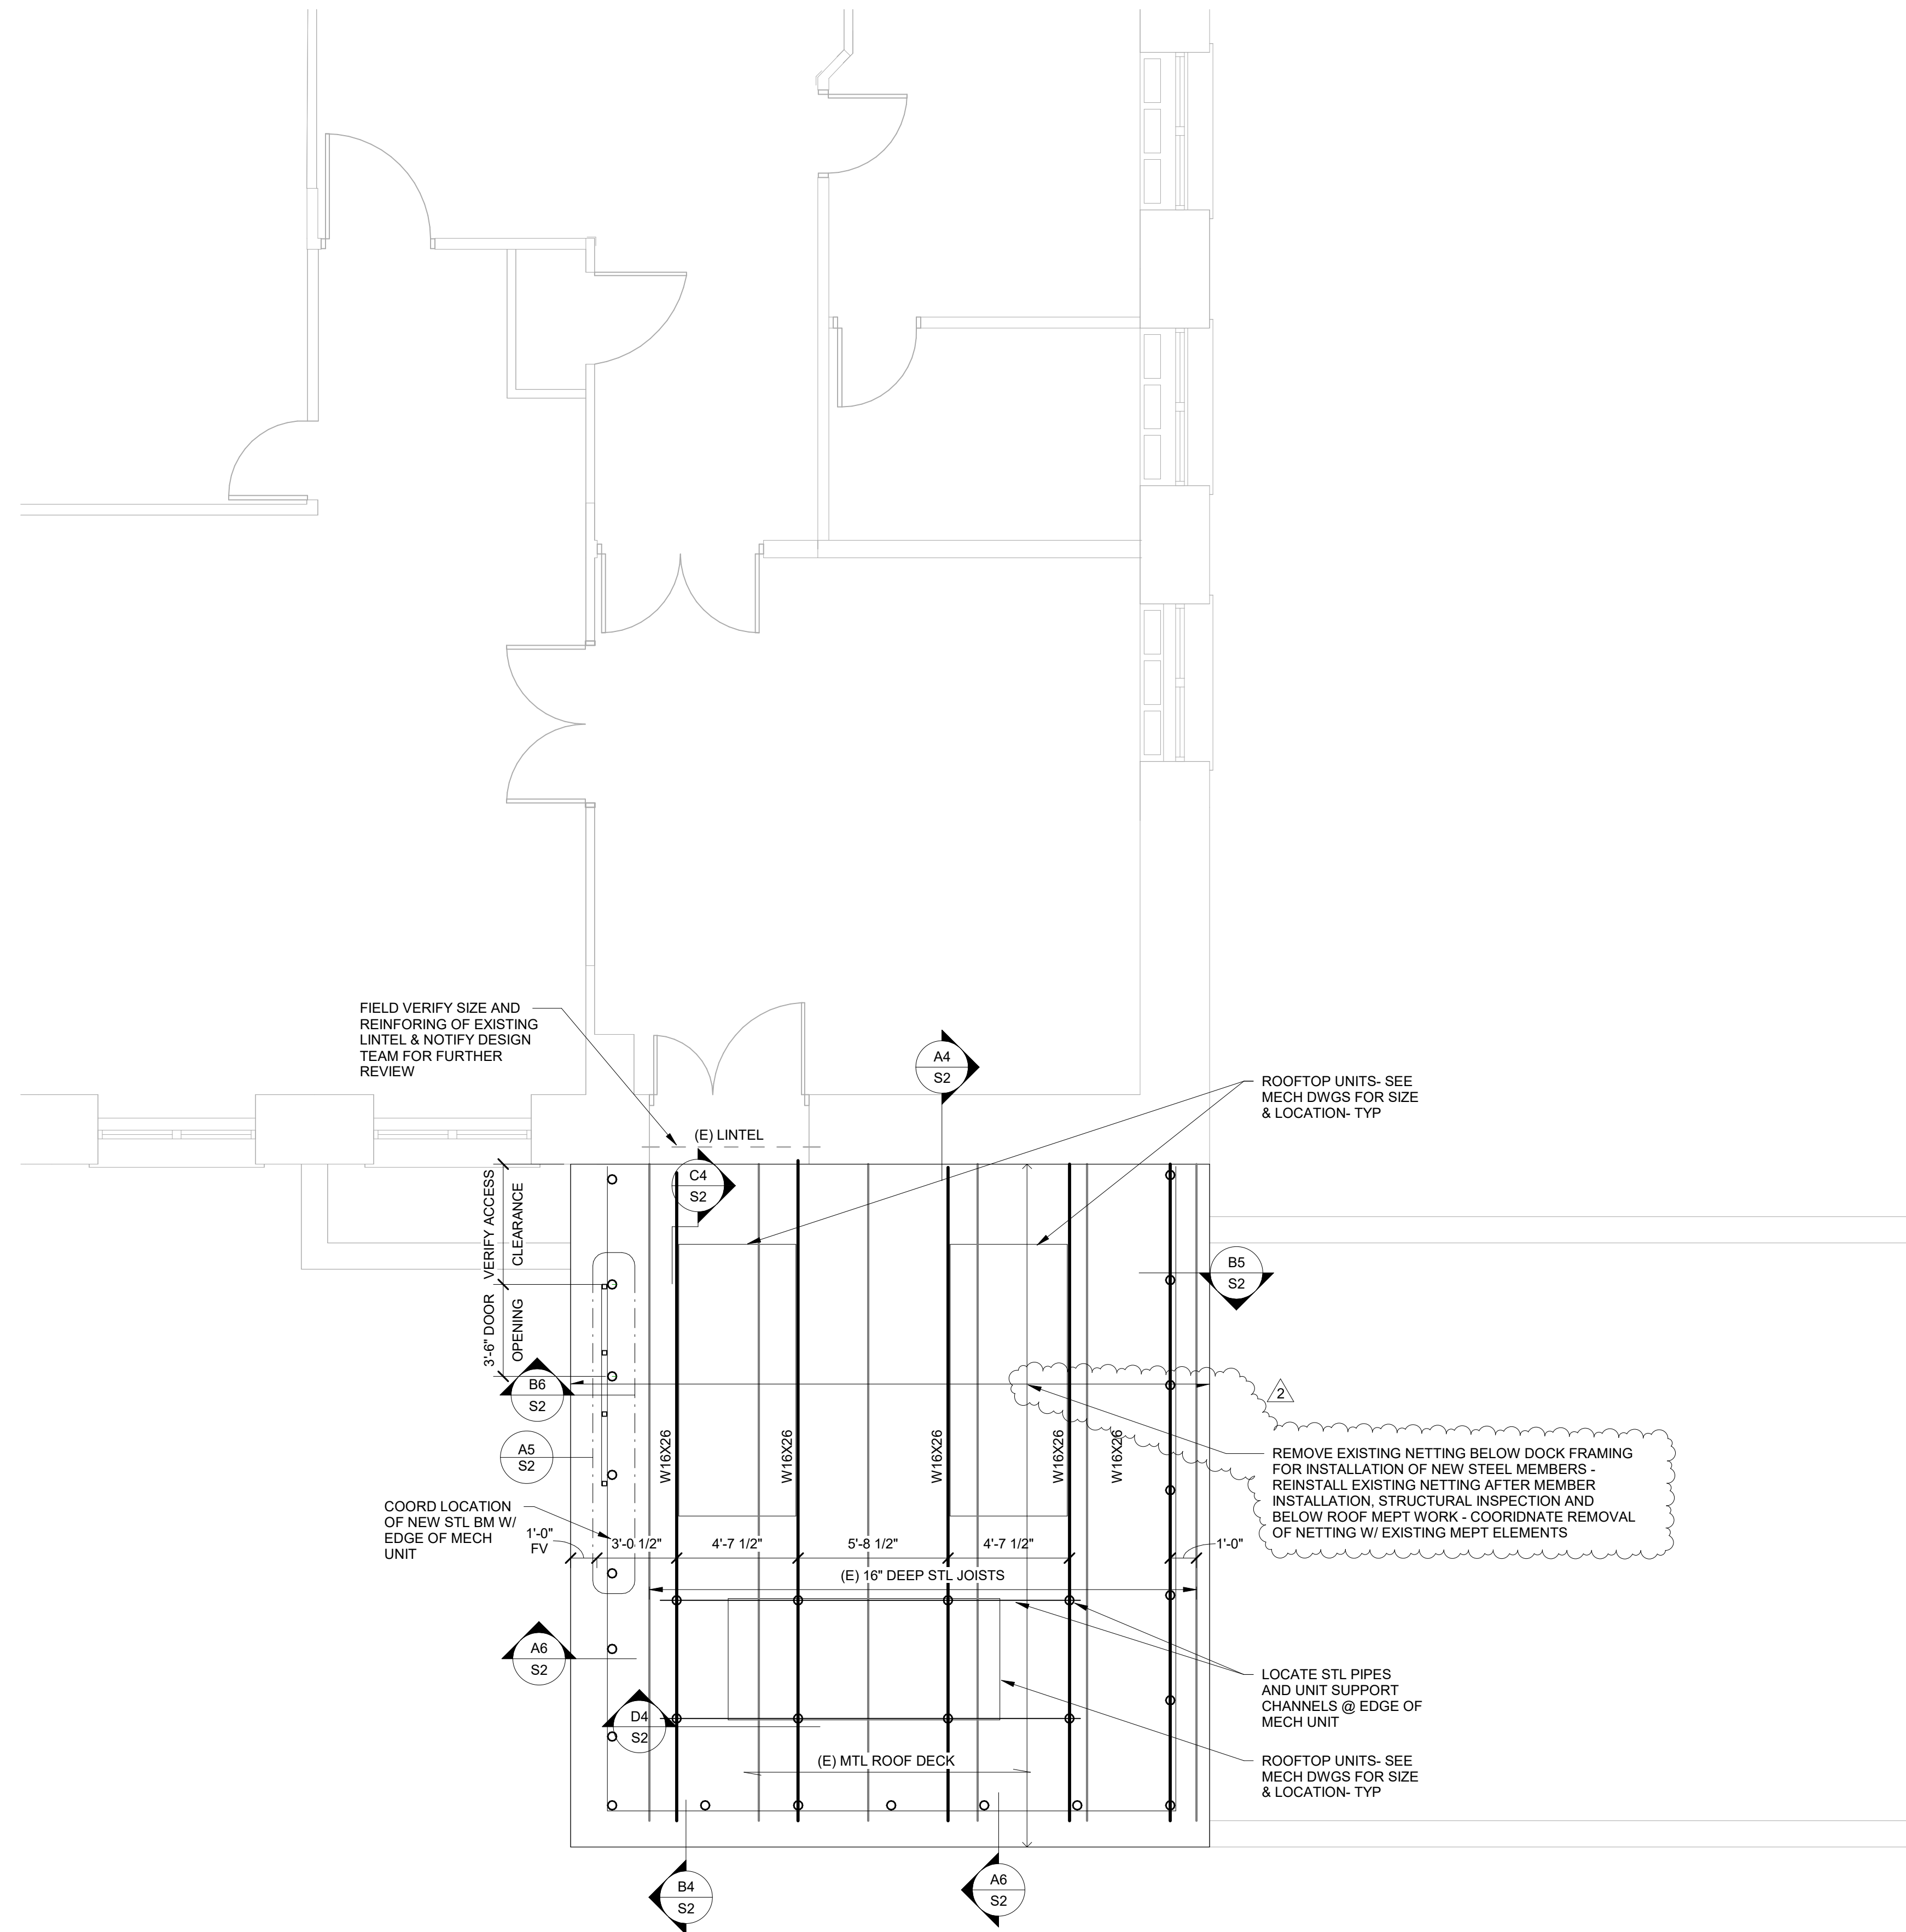 FIELD VERIFY SIZE AND
REINFORING OF EXISTING
LINTEL & NOTIFY DESIGN
TEAM FOR FURTHER
REVIEW
A4
S2
ROOFTOP UNITS- SEE
MECH DWGS FOR SIZE
& LOCATION- TYP
(E) LINTEL
C4
S2
VERIFY ACCESS
CLEARANCE
3'-6" DOOR
OPENING
B5
S2
B6
S2
2
A5
S2
W16X26
W16X26
W16X26
W16X26
W16X26
REMOVE EXISTING NETTING BELOW DOCK FRAMING
FOR INSTALLATION OF NEW STEEL MEMBERS -
REINSTALL EXISTING NETTING AFTER MEMBER
INSTALLATION, STRUCTURAL INSPECTION AND
BELOW ROOF MEPT WORK - COORIDNATE REMOVAL
OF NETTING W/ EXISTING MEPT ELEMENTS
COORD LOCATION
OF NEW STL BM W/
EDGE OF MECH
UNIT
1'-0"
FV
3'-0 1/2"
4'-7 1/2"
5'-8 1/2"
4'-7 1/2"
1'-0"
(E) 16" DEEP STL JOISTS
A6
S2
LOCATE STL PIPES
AND UNIT SUPPORT
CHANNELS @ EDGE OF
MECH UNIT
D4
S2
(E) MTL ROOF DECK
ROOFTOP UNITS- SEE
MECH DWGS FOR SIZE
& LOCATION- TYP
B4
S2
A6
S2